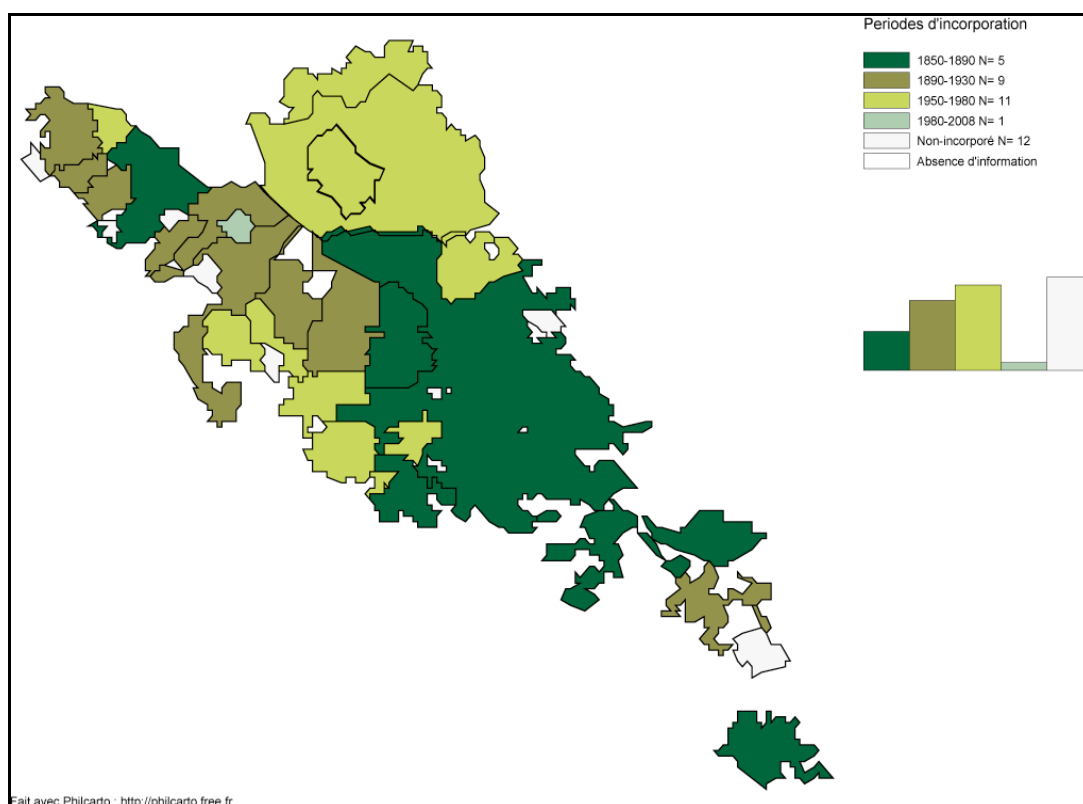 Periodes d'incorporation
1850-1890 N= 5
1890-1930 N= 9
1950-1980 N= 11
1980-2008 N= 1
Non-incorporé N= 12
Absence d'information
Fait avec Philcarto : http://philcarto.free.fr